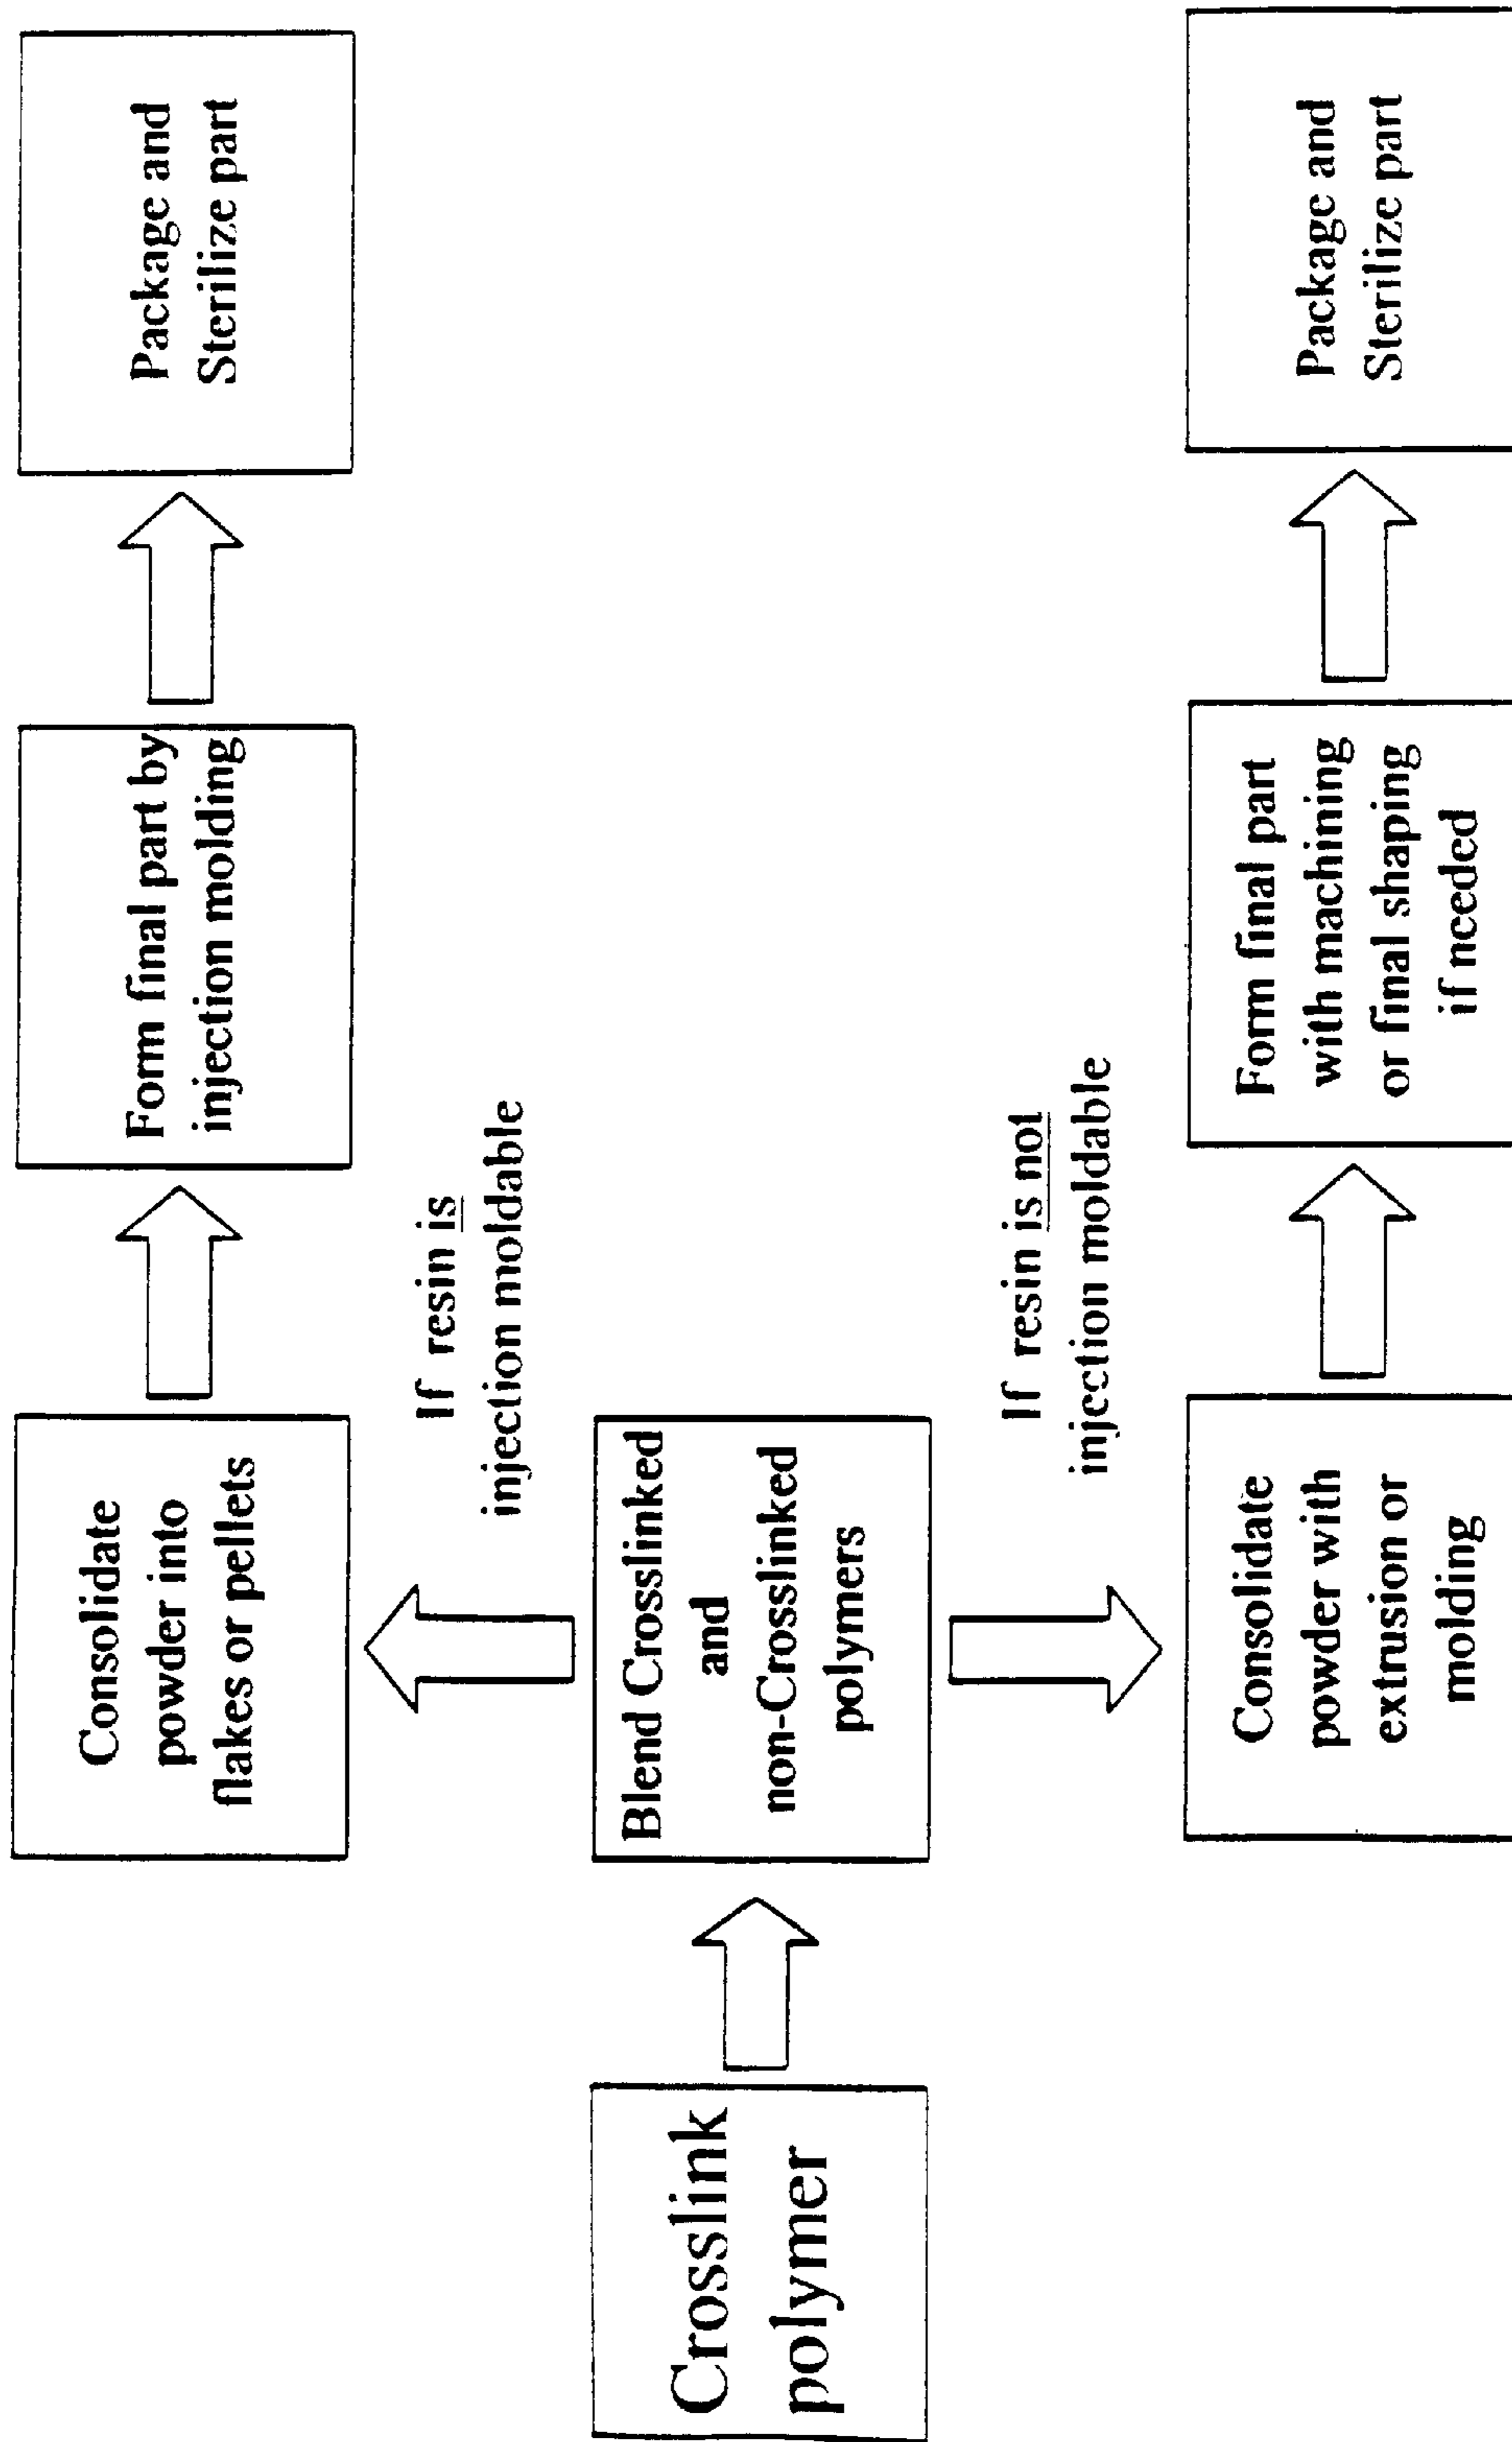 Crosslink
polymer
Blend Crosslinked
and
non-Crosslinked
polymers
If resin is
injection moldable
Consolidate
powder into
flakes or pellets
Form final part by
injection molding
Package and
Sterilize part
If resin is not
injection moldable
Consolidate
powder with
extrusion or
molding
Form final part
with machining
or final shaping
if needed
Package and
Sterilize part